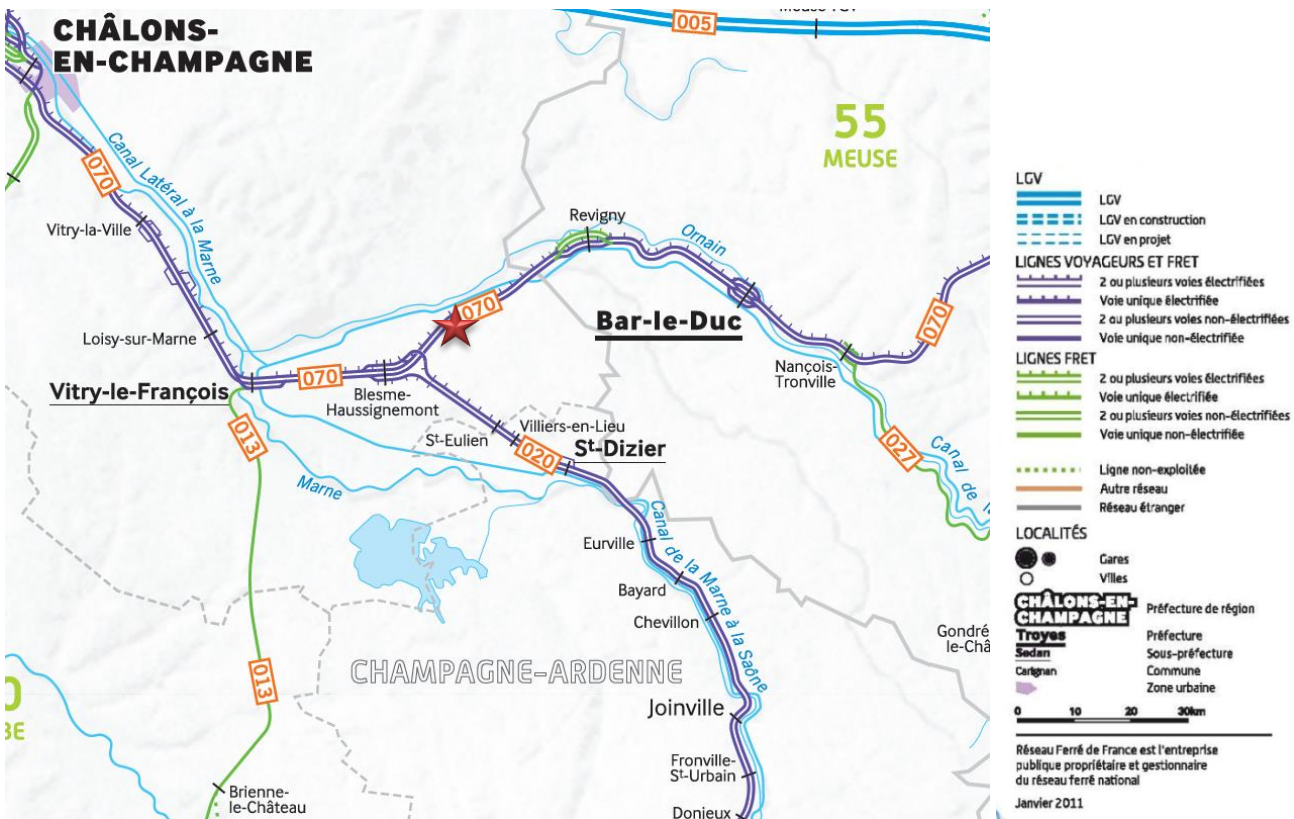 CHÂLONS-
EN-CHAMPAGNE
005
55
MEUSE
Canal Latéral à la Marne
070
Vitry-la-Ville
Revigny
Ornain
070
Bar-le-Duc
070
Loisy-sur-Marne
Vitry-le-François
070
Blesme-
Haussignemont
Nançois-
Tronville
013
St-Eulien
Villiers-en-Lieu
020
St-Dizier
027
Marne
Canal de
Canal de la Marne à la Saône
Eurville
Bayard
Chevillon
Gondré
le-Châ
CHAMPAGNE-ARDENNE
013
Joinville
0
BE
Fronville-
St-Urbain
Brienne-
le-Château
Donjeux
LGV
LGV
LGV en construction
LGV en projet
LIGNES VOYAGEURS ET FRET
2 ou plusieurs voies électrifiées
Voie unique électrifiée
2 ou plusieurs voies non-électrifiées
Voie unique non-électrifiée
LIGNES FRET
2 ou plusieurs voies électrifiées
Voie unique électrifiée
2 ou plusieurs voies non-électrifiées
Voie unique non-électrifiée
Ligne non-exploitée
Autre réseau
Réseau étranger
LOCALITÉS
Gares
Villes
CHÂLONS-EN-
CHAMPAGNE
Préfecture de région
Troyes
Préfecture
Sedan
Sous-préfecture
Carignan
Commune
Zone urbaine
0 10 20 30km
Réseau Ferré de France est l'entreprise
publique propriétaire et gestionnaire
du réseau ferré national
Janvier 2011